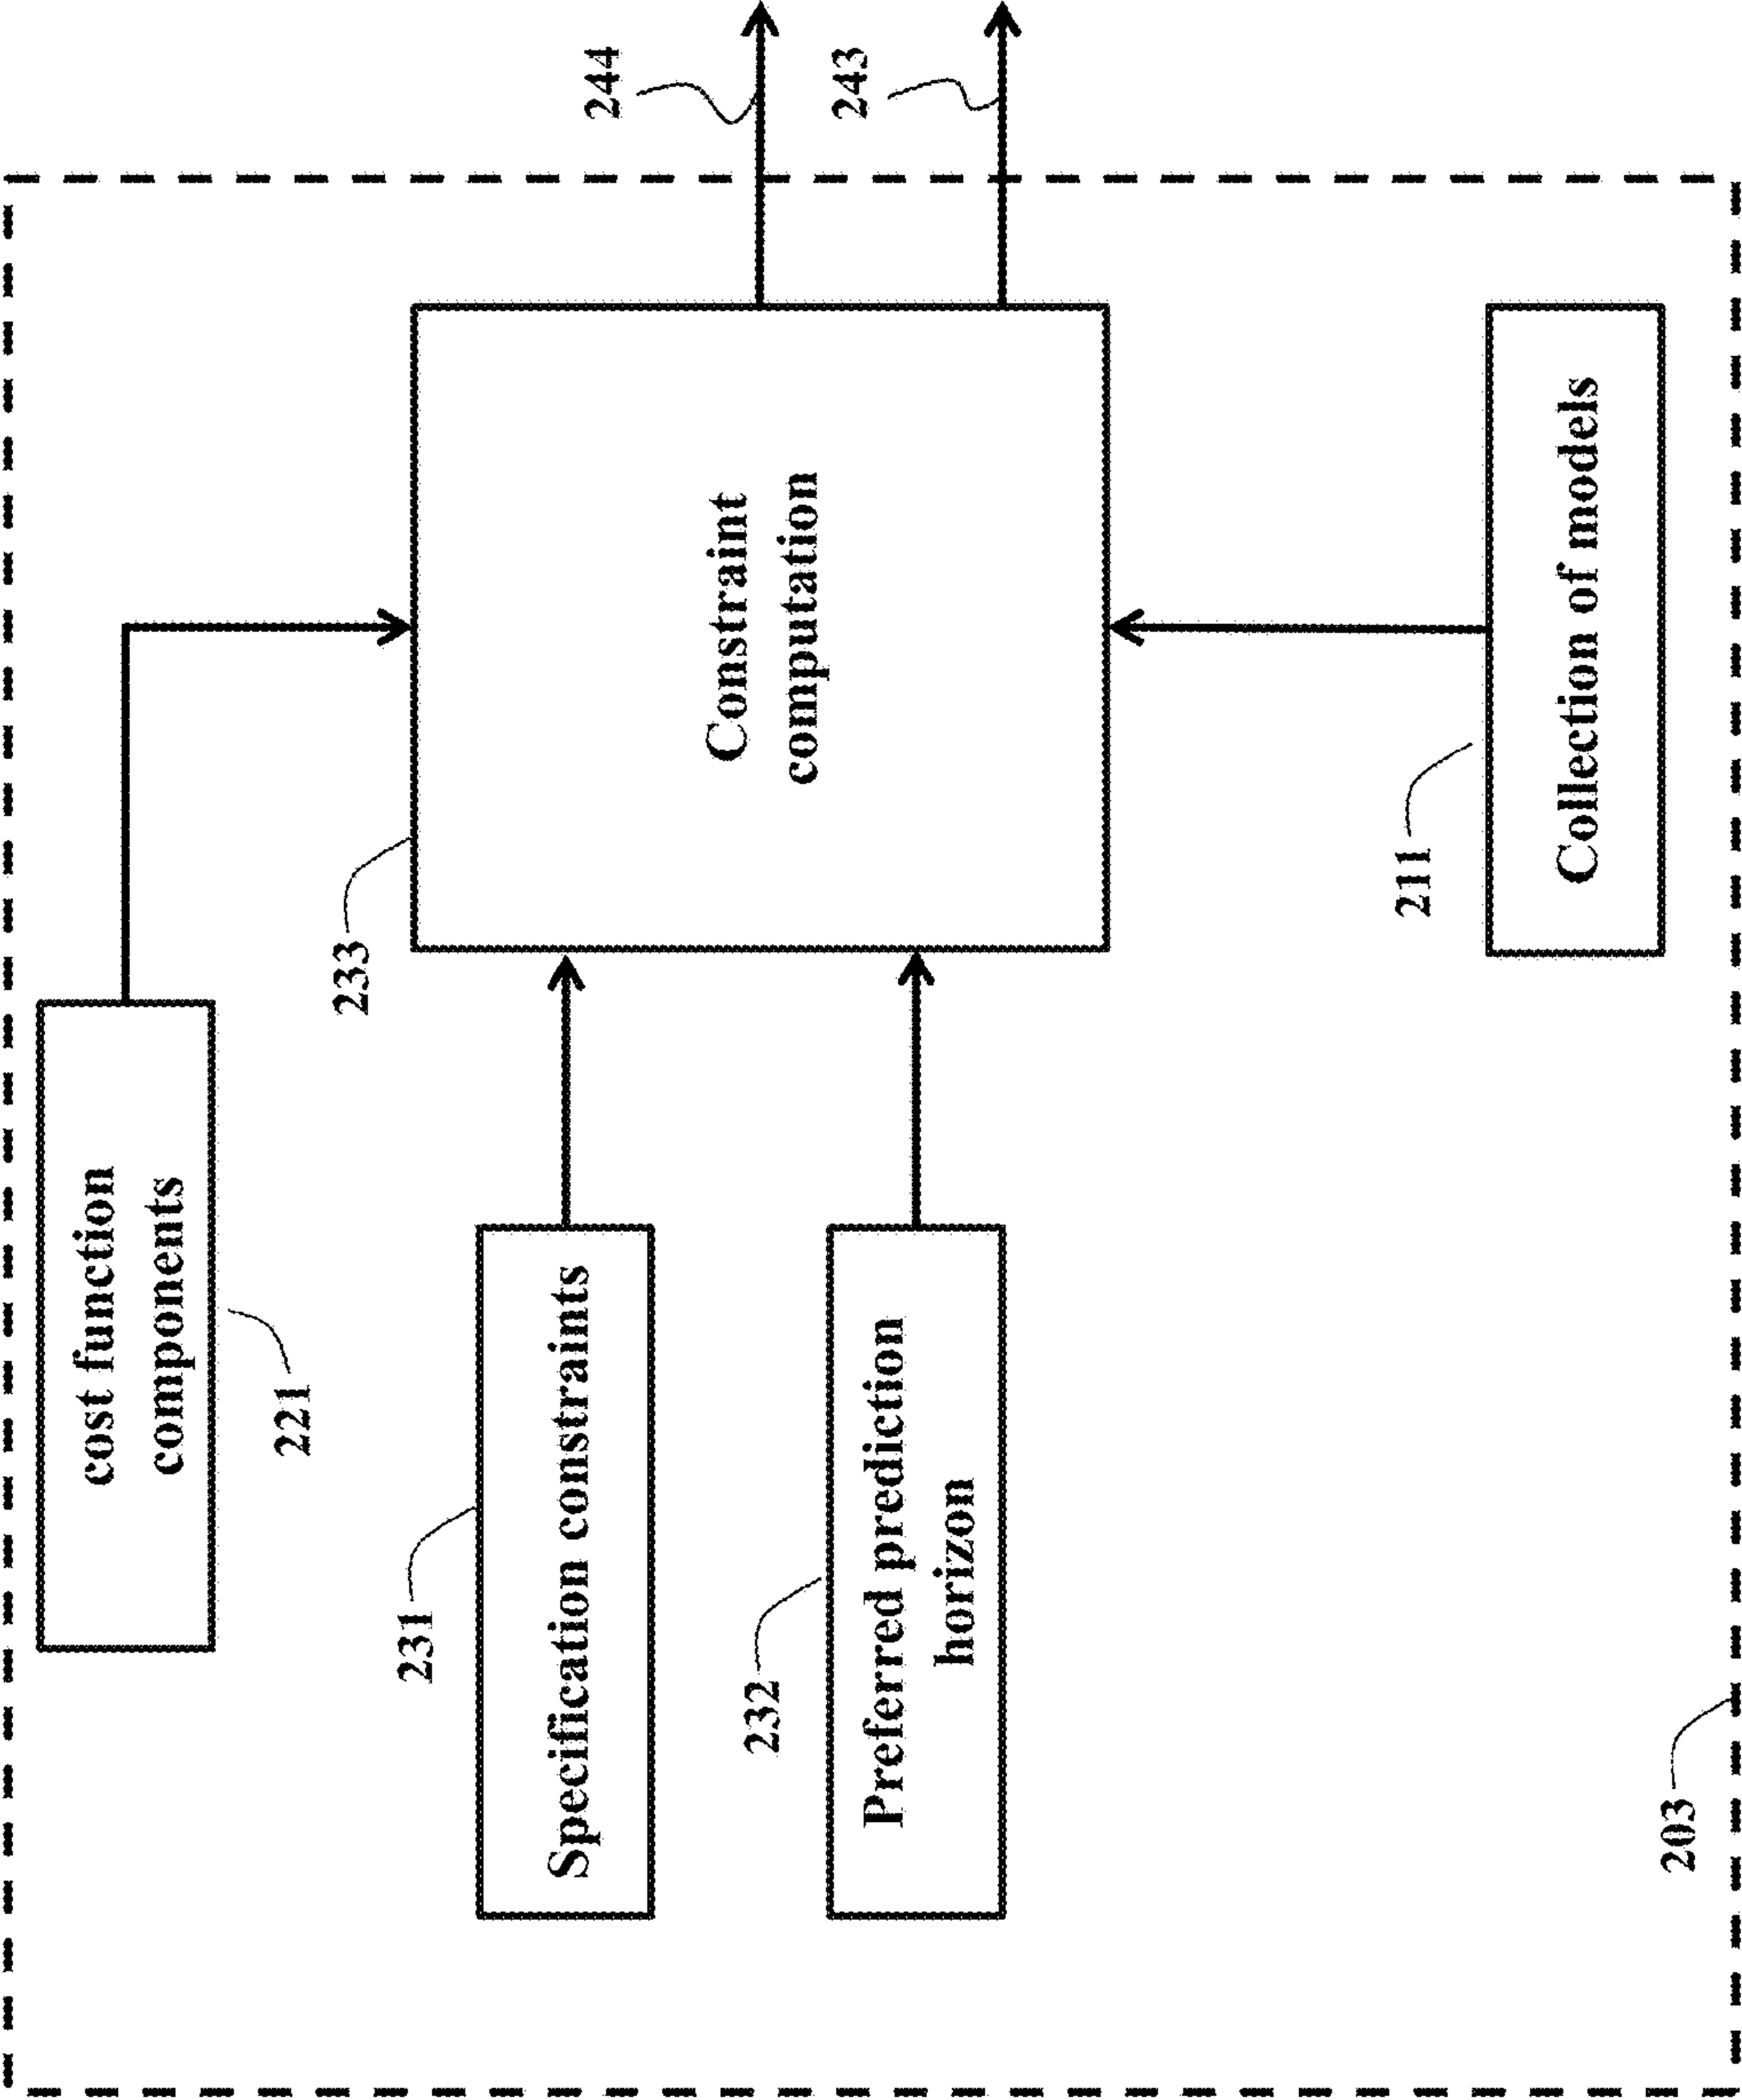 cost function
components
221
233
231
Specification constraints
244
Constraint
computation
232
Preferred prediction
horizon
243
211
Collection of models
203